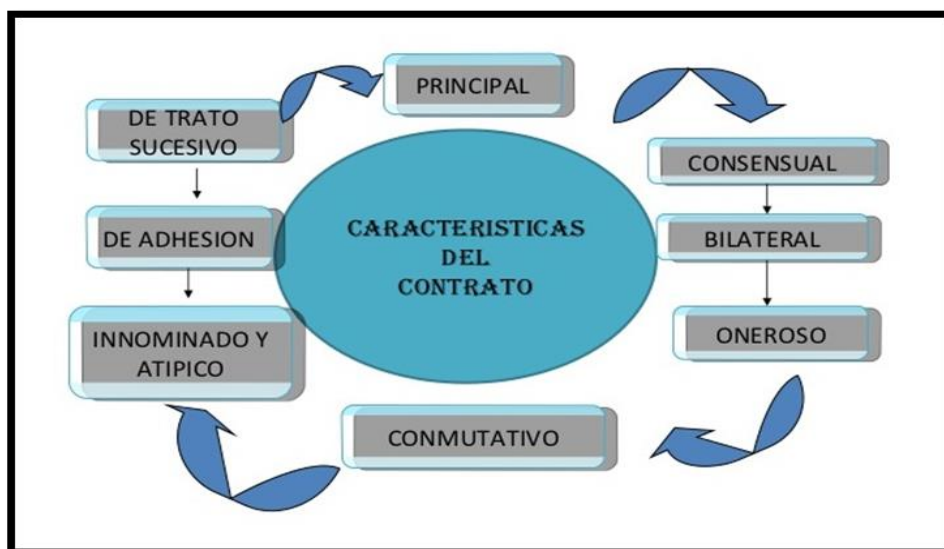 PRINCIPAL
DE TRATO
SUCESIVO
CONSENSUAL
DE ADHESION
CARACTERISTICAS
DEL
CONTRATO
BILATERAL
INNOMINADO Y
ATIPICO
ONEROSO
CONMUTATIVO